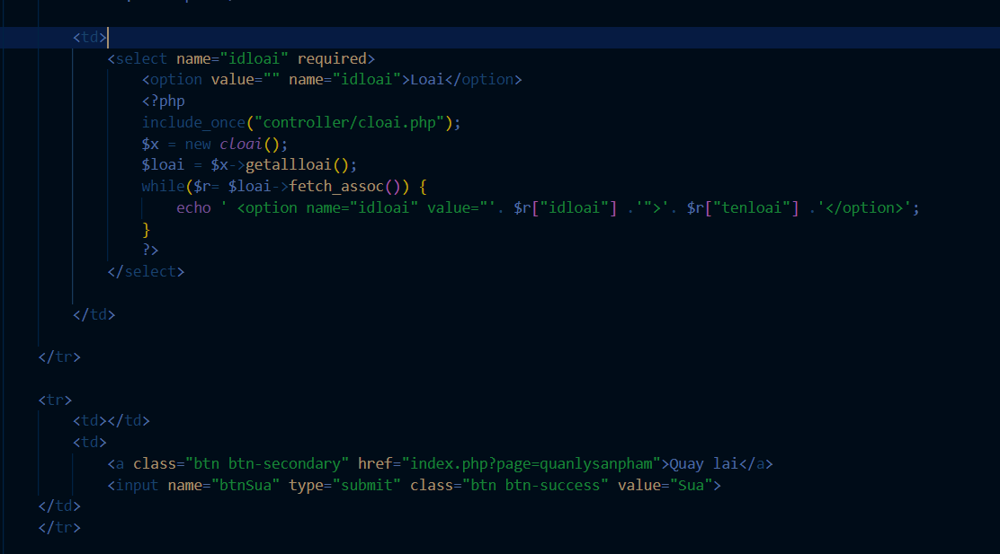 <td>
<select name="idloai" required>
<option value="" name="idloai">Loai</option>
<?php
include_once("controller/cloai.php");
$x = new cloai();
$loai = $x->getallloai();
while($r= $loai->fetch_assoc()) {
echo ' <option name="idloai" value="'. $r["idloai"] .'">'. $r["tenloai"] .'</option>';
}
?>
</select>
</td>
</tr>
<tr>
<td></td>
<td>
<a class="btn btn-secondary" href="index.php?page=quanlysanpham">Quay lai</a>
<input name="btnSua" type="submit" class="btn btn-success" value="Sua">
</td>
</tr>